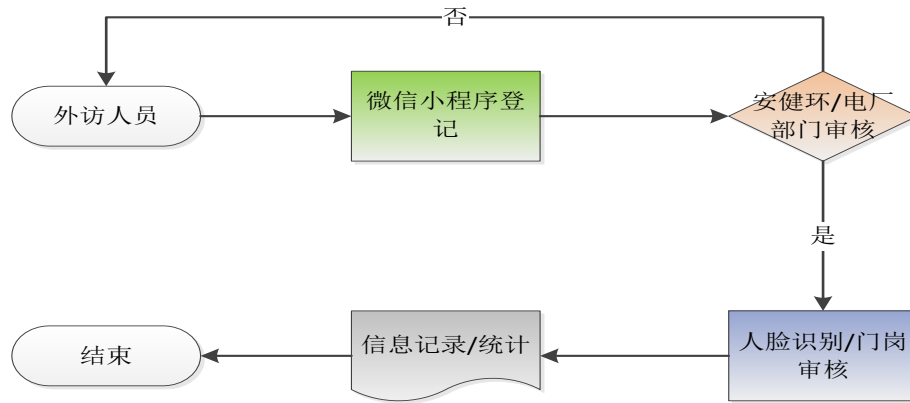 否
外访人员
微信小程序登
记
安健环/电厂
部门审核
是
结束
信息记录/统计
人脸识别/门岗
审核